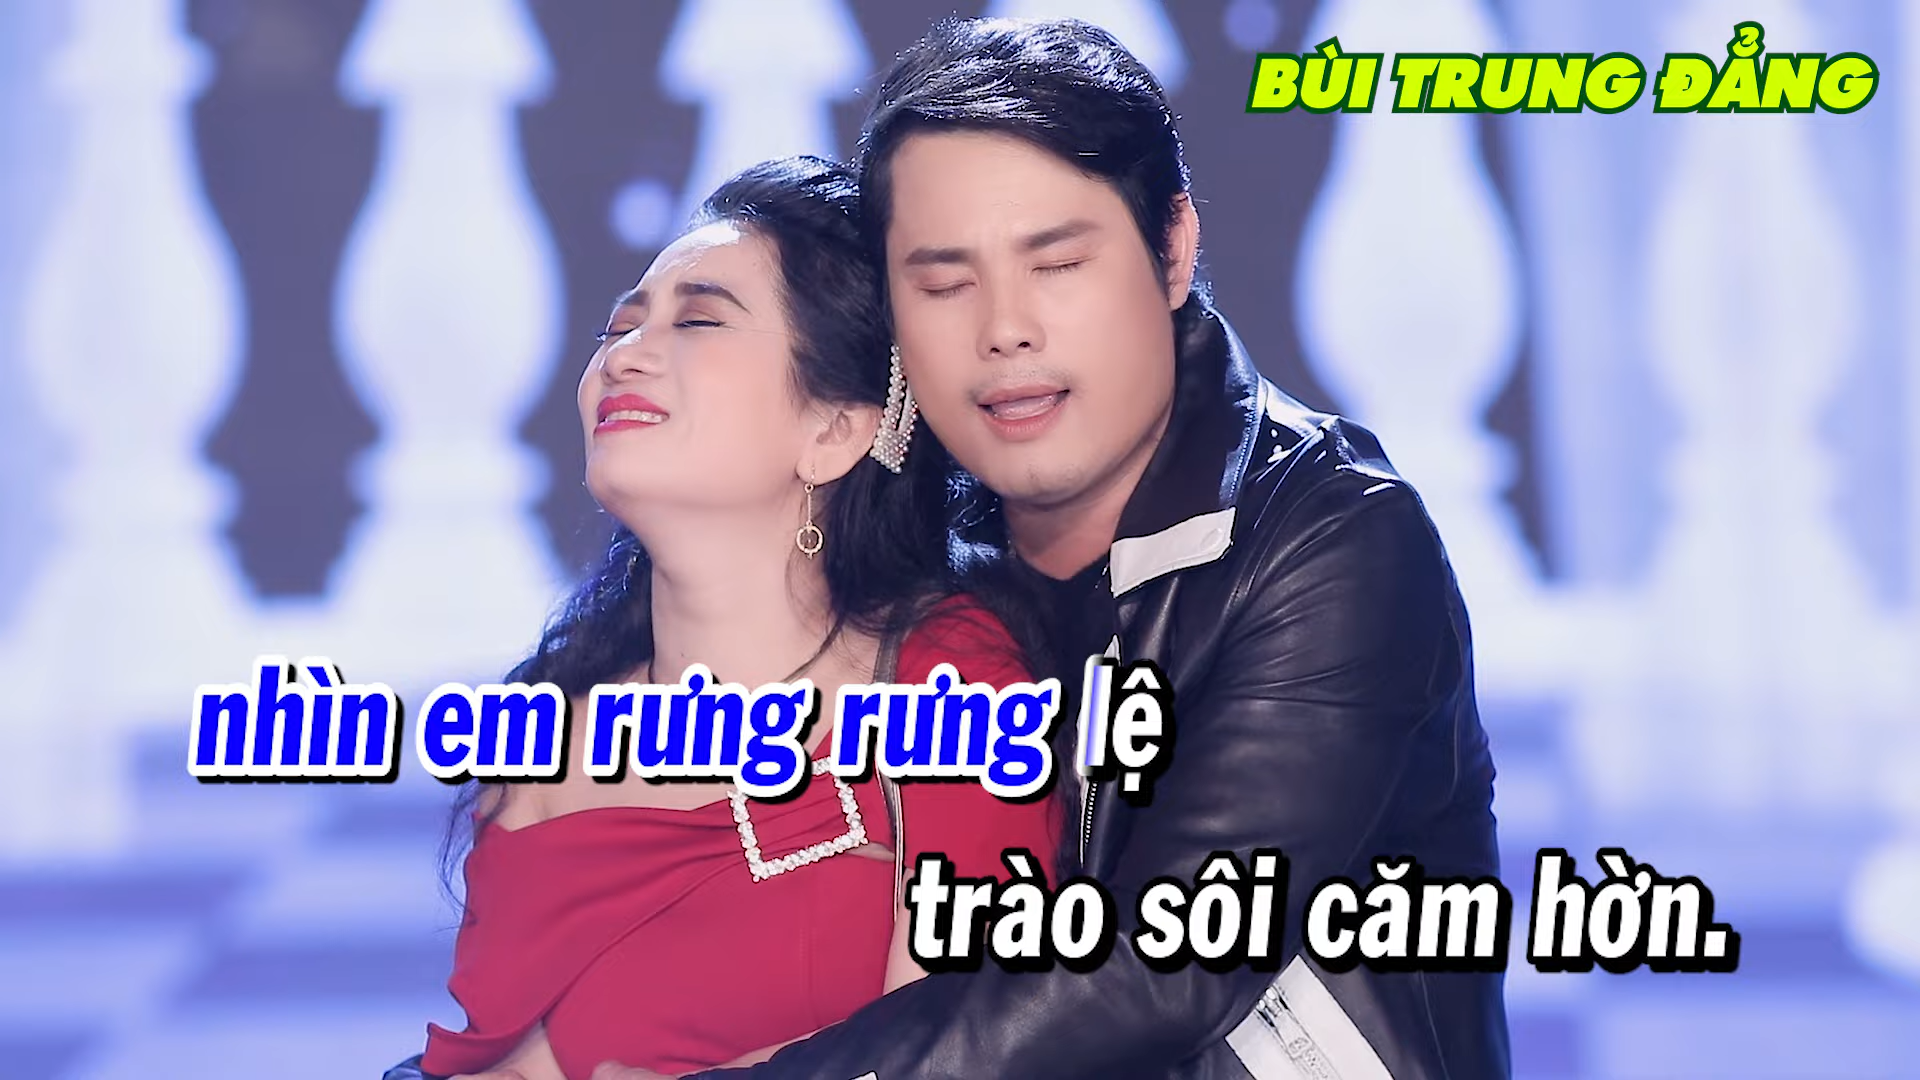 BÙI TRUNG ĐẲNG
nhìn em rưng rưng lệ
trào sôi căm hờn.